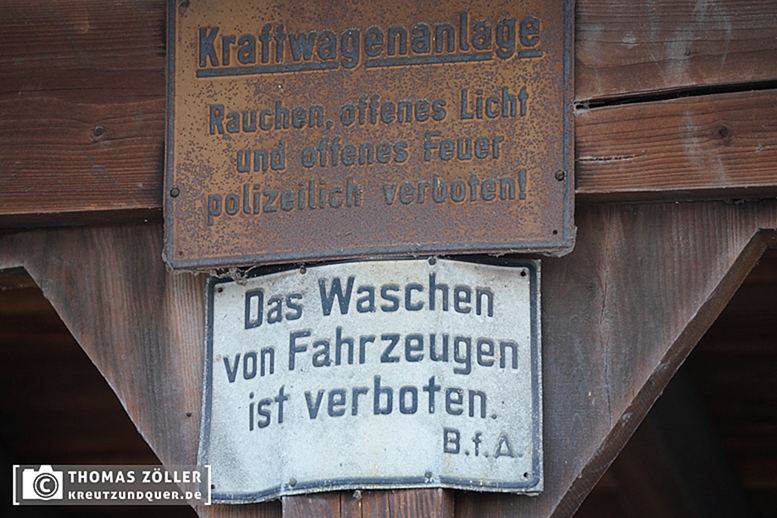 Kraftwagenanlage
Rauchen, offenes Licht
und offenes Feuer
polizeilich verboten!
Das Waschen
von Fahrzeugen
ist verboten.
B.f.A.
© THOMAS ZÖLLER
KREUTZUNDQUER.DE